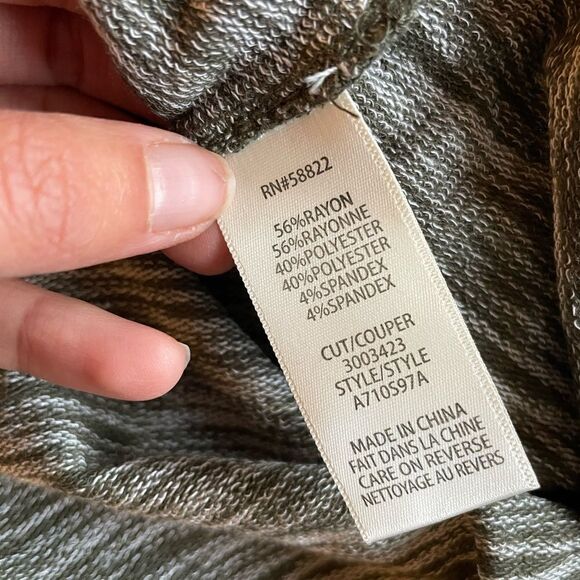 RN#58822
56%RAYON
56%RAYONNE
40%POLYESTER
40%POLYESTER
4%SPANDEX
4%SPANDEX
CUT/COUPER
3003423
STYLE/STYLE
A710S97A
MADE IN CHINA
FAIT DANS LA CHINE
CARE ON REVERSE
NETTOYAGE AU REVERS